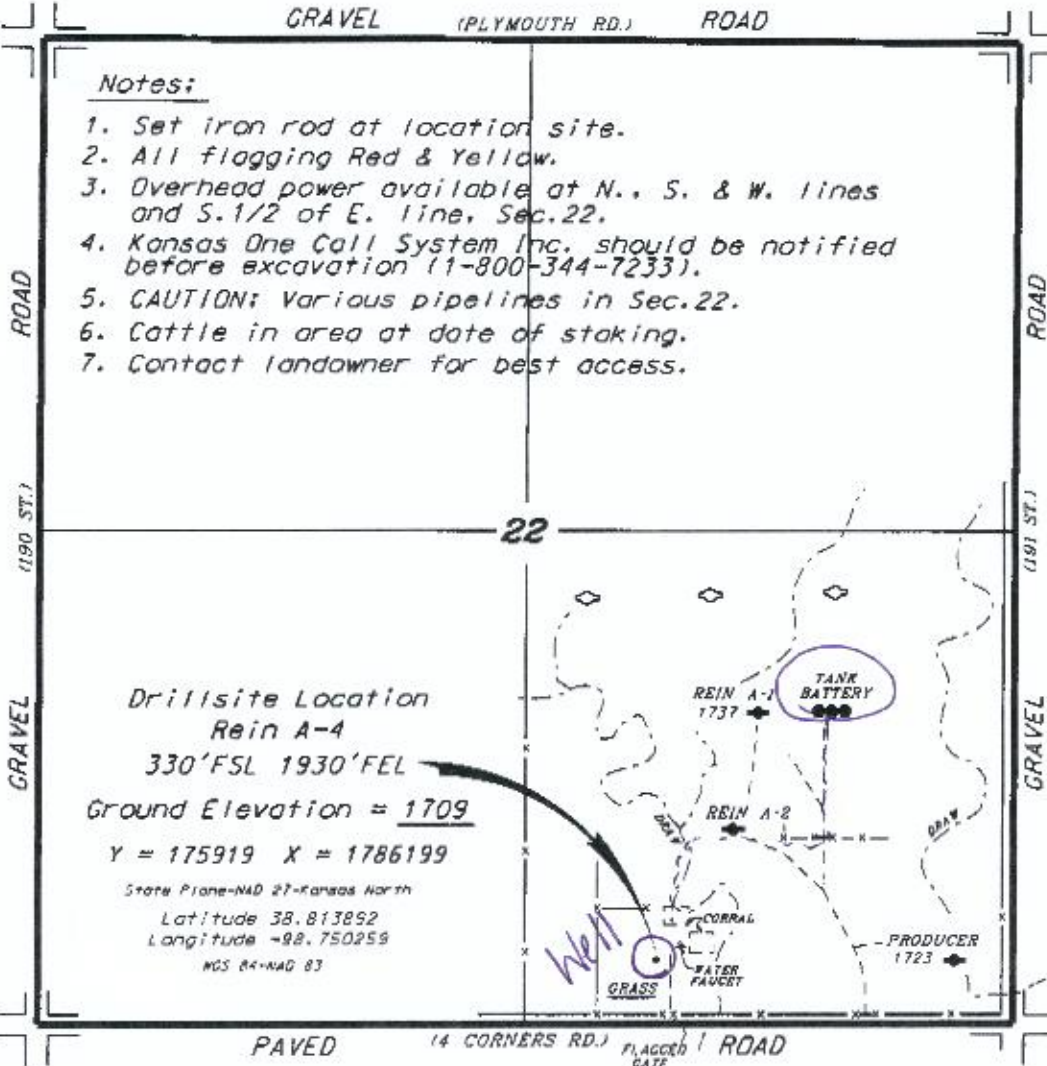 GRAVEL (PLYMOUTH RD.) ROAD
Notes:
1. Set iron rod at location site.
2. All flagging Red & Yellow.
3. Overhead power available at N., S. & W. lines
and S.1/2 of E. line, Sec.22.
4. Kansas One Call System Inc. should be notified
before excavation (1-800-344-7233).
5. CAUTION: Various pipelines in Sec.22.
6. Cattle in area at date of staking.
7. Contact landowner for best access.
GRAVEL (190 ST.) ROAD
GRAVEL (191 ST.) ROAD
22
Drillsite Location
Rein A-4
330'FSL 1930'FEL
Ground Elevation = 1709
Y = 175919 X = 1786199
State Plane-NAD 27-Kansas North
Latitude 38.813892
Longitude -98.750259
WGS 84-NAD 83
REIN A-1
1737
TANK
BATTERY
REIN A-2
DRAW
DRAW
CORRAL
WATER
FAUCET
Well
GRASS
PRODUCER
1723
PAVED (4 CORNERS RD.) ROAD
FLAGGED
GATE